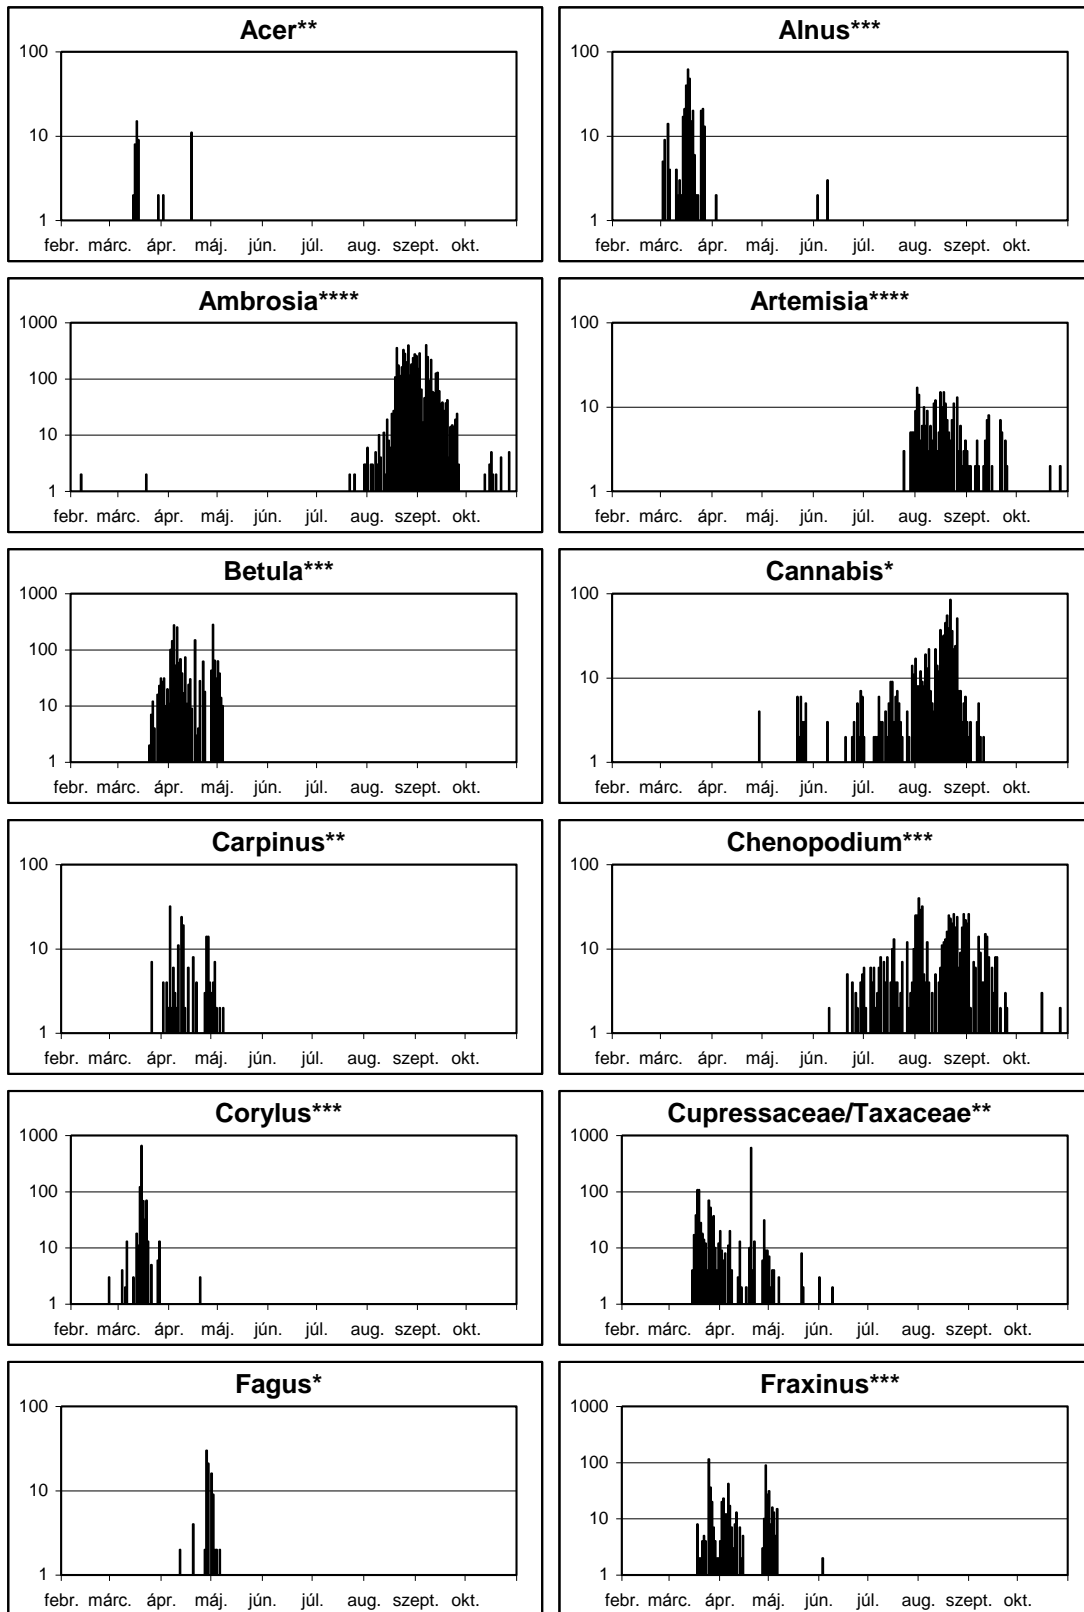 Acer**
100
10
1
febr. márc. ápr. máj. jún. júl. aug. szept. okt.
Alnus***
100
10
1
febr. márc. ápr. máj. jún. júl. aug. szept. okt.
Ambrosia****
1000
100
10
1
febr. márc. ápr. máj. jún. júl. aug. szept. okt.
Artemisia****
100
10
1
febr. márc. ápr. máj. jún. júl. aug. szept. okt.
Betula***
1000
100
10
1
febr. márc. ápr. máj. jún. júl. aug. szept. okt.
Cannabis*
100
10
1
febr. márc. ápr. máj. jún. júl. aug. szept. okt.
Carpinus**
100
10
1
febr. márc. ápr. máj. jún. júl. aug. szept. okt.
Chenopodium***
100
10
1
febr. márc. ápr. máj. jún. júl. aug. szept. okt.
Corylus***
1000
100
10
1
febr. márc. ápr. máj. jún. júl. aug. szept. okt.
Cupressaceae/Taxaceae**
1000
100
10
1
febr. márc. ápr. máj. jún. júl. aug. szept. okt.
Fagus*
100
10
1
febr. márc. ápr. máj. jún. júl. aug. szept. okt.
Fraxinus***
1000
100
10
1
febr. márc. ápr. máj. jún. júl. aug. szept. okt.